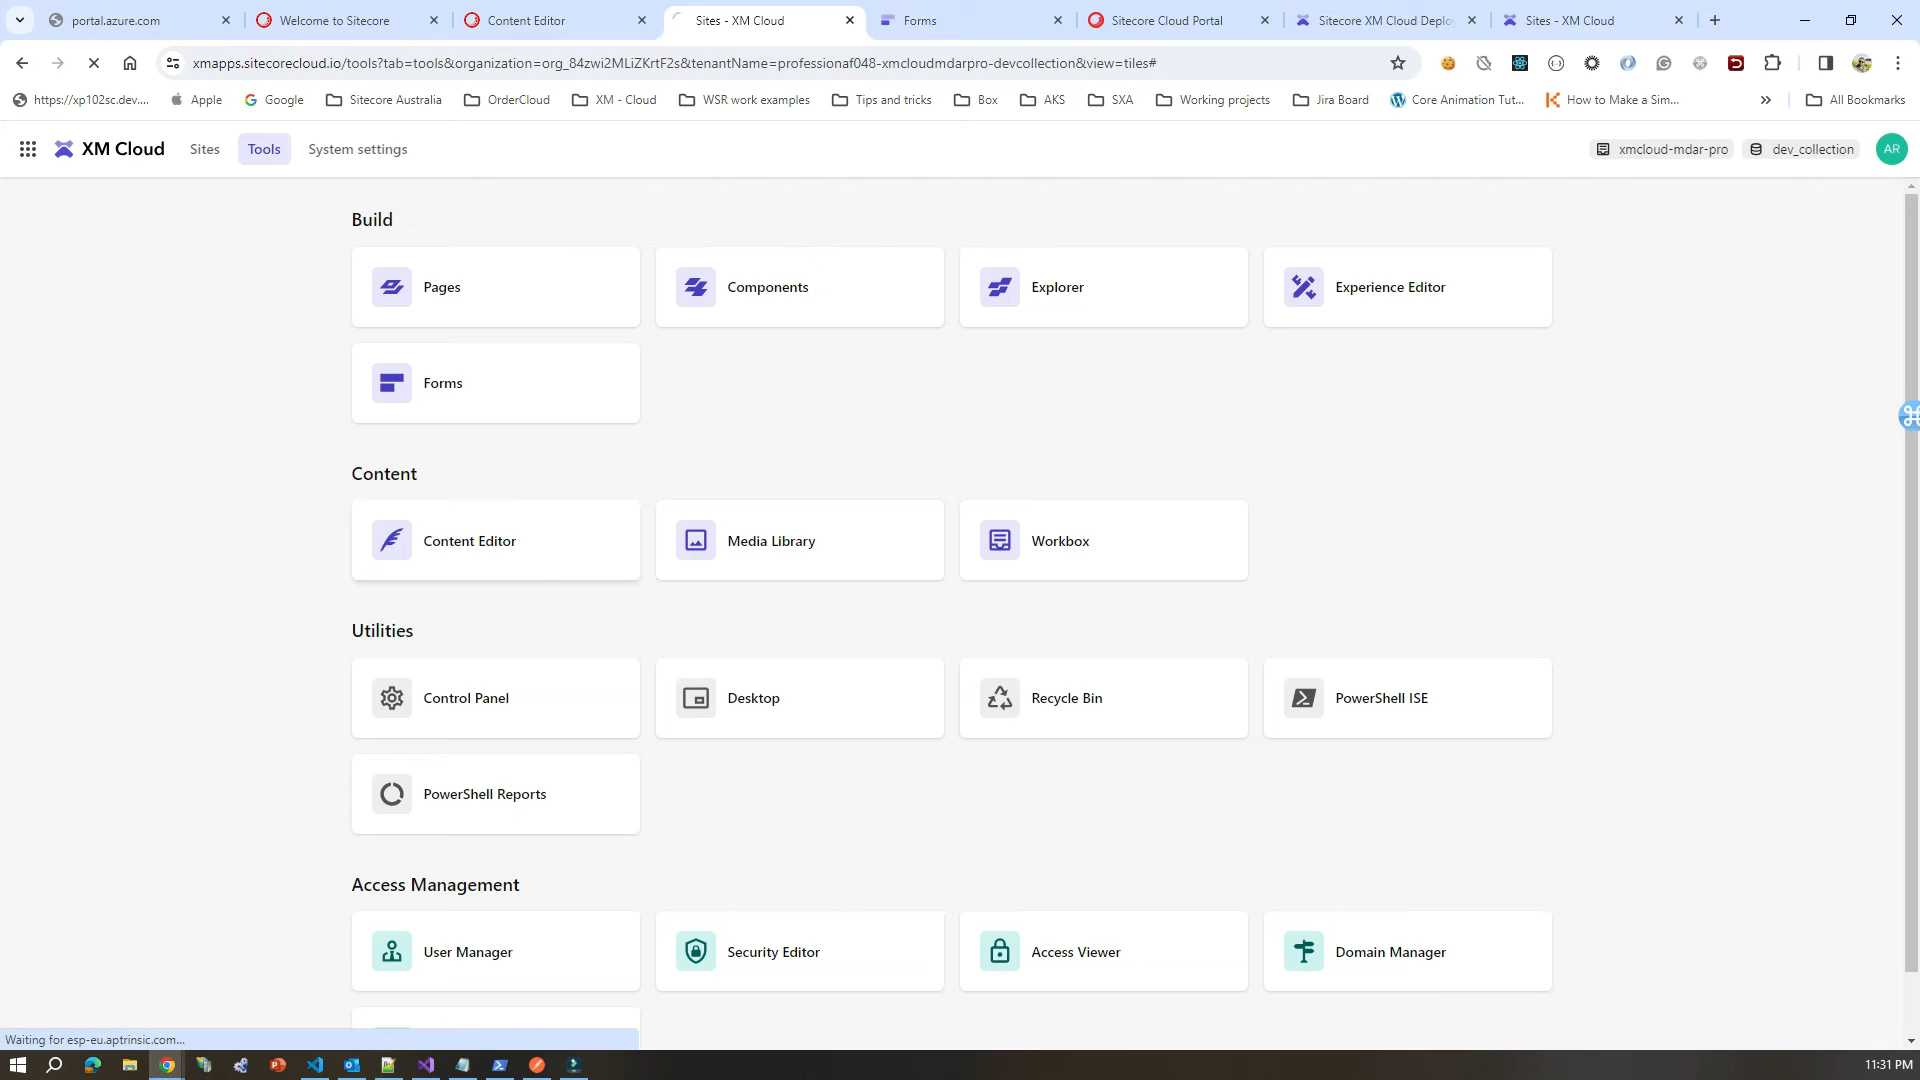 portal.azure.com
Welcome to Sitecore
Content Editor
Sites - XM Cloud
Forms
Sitecore Cloud Portal
Sitecore XM Cloud Deplo
Sites - XM Cloud
xmapps.sitecorecloud.io/tools?tab=tools&organization=org_84zwi2MLiZKrtF2s&tenantName=professionaf048-xmcloudmdarpro-devcollection&view=tiles#
https://xp102sc.dev....
Apple
Google
Sitecore Australia
OrderCloud
XM - Cloud
WSR work examples
Tips and tricks
Box
AKS
SXA
Working projects
Jira Board
Core Animation Tut...
How to Make a Sim...
All Bookmarks
XM Cloud
Sites
Tools
System settings
xmcloud-mdar-pro
dev_collection
AR
Build
Pages
Components
Explorer
Experience Editor
Forms
Content
Content Editor
Media Library
Workbox
Utilities
Control Panel
Desktop
Recycle Bin
PowerShell ISE
PowerShell Reports
Access Management
User Manager
Security Editor
Access Viewer
Domain Manager
Waiting for esp-eu.aptrinsic.com...
11:31 PM